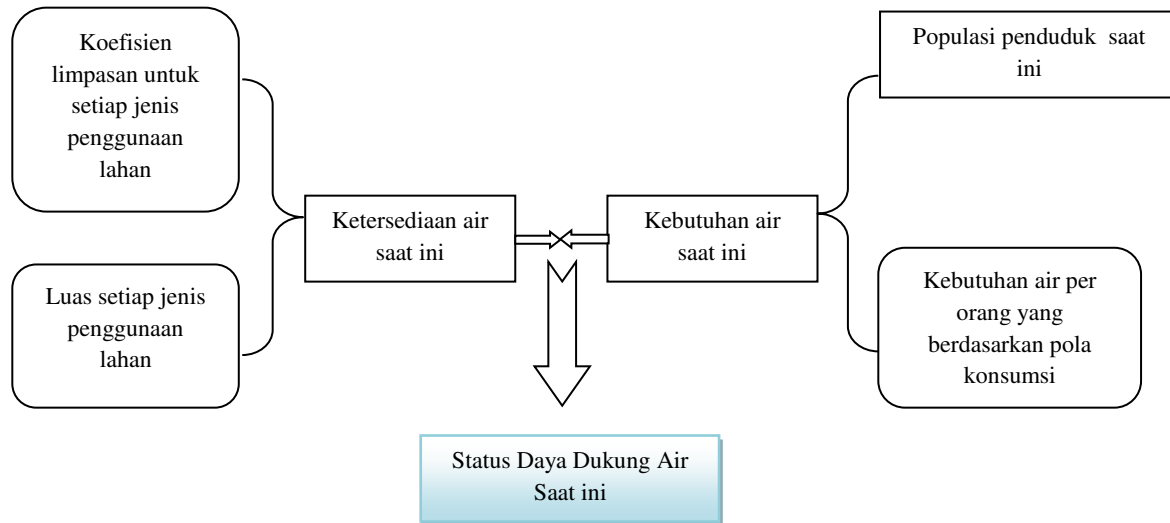 Koefisien
limpasan untuk
setiap jenis
penggunaan
lahan
Luas setiap jenis
penggunaan
lahan
Ketersediaan air
saat ini
Kebutuhan air
saat ini
Populasi penduduk saat
ini
Kebutuhan air per
orang yang
berdasarkan pola
konsumsi
Status Daya Dukung Air
Saat ini